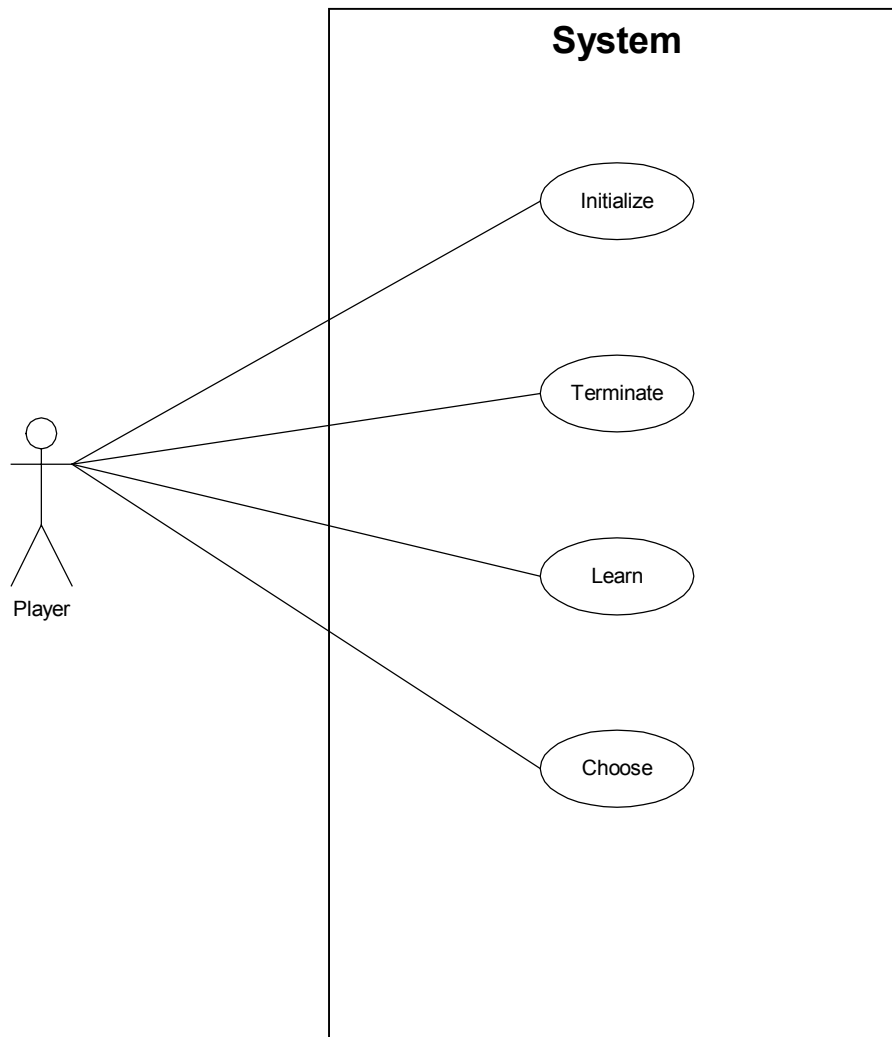 System
Initialize
Terminate
Learn
Player
Choose